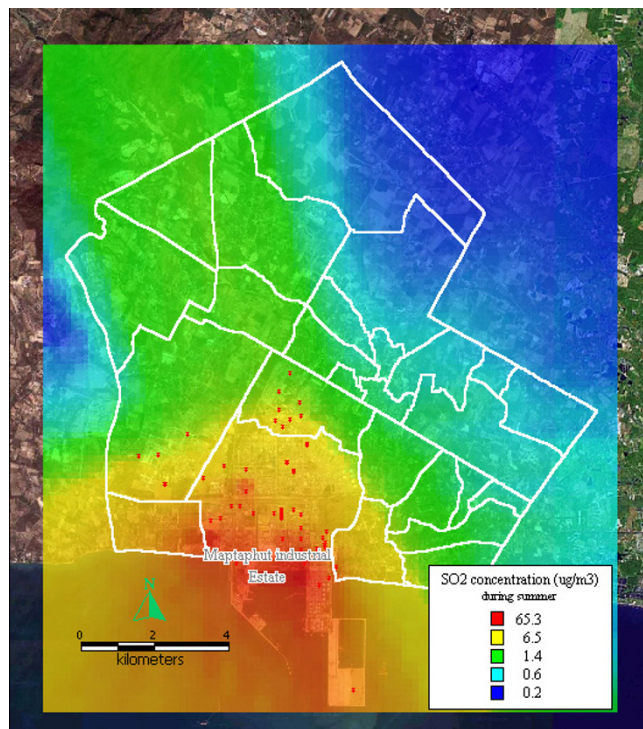 Maptaphut industrial
Estate
N
0 2 4
kilometers
SO2 concentration (ug/m3)
during summer
65.3
6.5
1.4
0.6
0.2